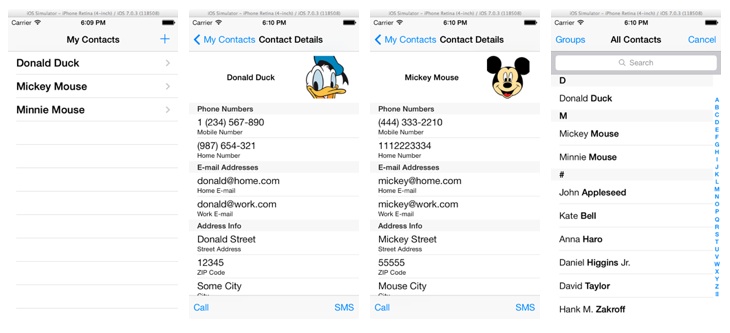 iOS Simulator – iPhone Retina (4-inch) / iOS 7.0.3 (11B508)
Carrier 6:09 PM
My Contacts +
Donald Duck
Mickey Mouse
Minnie Mouse
iOS Simulator – iPhone Retina (4-inch) / iOS 7.0.3 (11B508)
Carrier 6:10 PM
My Contacts Contact Details
Donald Duck
Phone Numbers
1 (234) 567-890
Mobile Number
(987) 654-321
Home Number
E-mail Addresses
donald@home.com
Home E-mail
donald@work.com
Work E-mail
Address Info
Donald Street
Street Address
12345
ZIP Code
Some City
City
Call SMS
iOS Simulator – iPhone Retina (4-inch) / iOS 7.0.3 (11B508)
Carrier 6:10 PM
My Contacts Contact Details
Mickey Mouse
Phone Numbers
(444) 333-2210
Mobile Number
1112223334
Home Number
E-mail Addresses
mickey@home.com
Home E-mail
mickey@work.com
Work E-mail
Address Info
Mickey Street
Street Address
55555
ZIP Code
Mouse City
City
Call SMS
iOS Simulator – iPhone Retina (4-inch) / iOS 7.0.3 (11B508)
Carrier 6:10 PM
Groups All Contacts Cancel
Search
D
Donald Duck
M
Mickey Mouse
Minnie Mouse
#
John Appleseed
Kate Bell
Anna Haro
Daniel Higgins Jr.
David Taylor
Hank M. Zakroff
A
B
C
D
E
F
G
H
I
J
K
L
M
N
O
P
Q
R
S
T
U
V
W
X
Y
Z
#